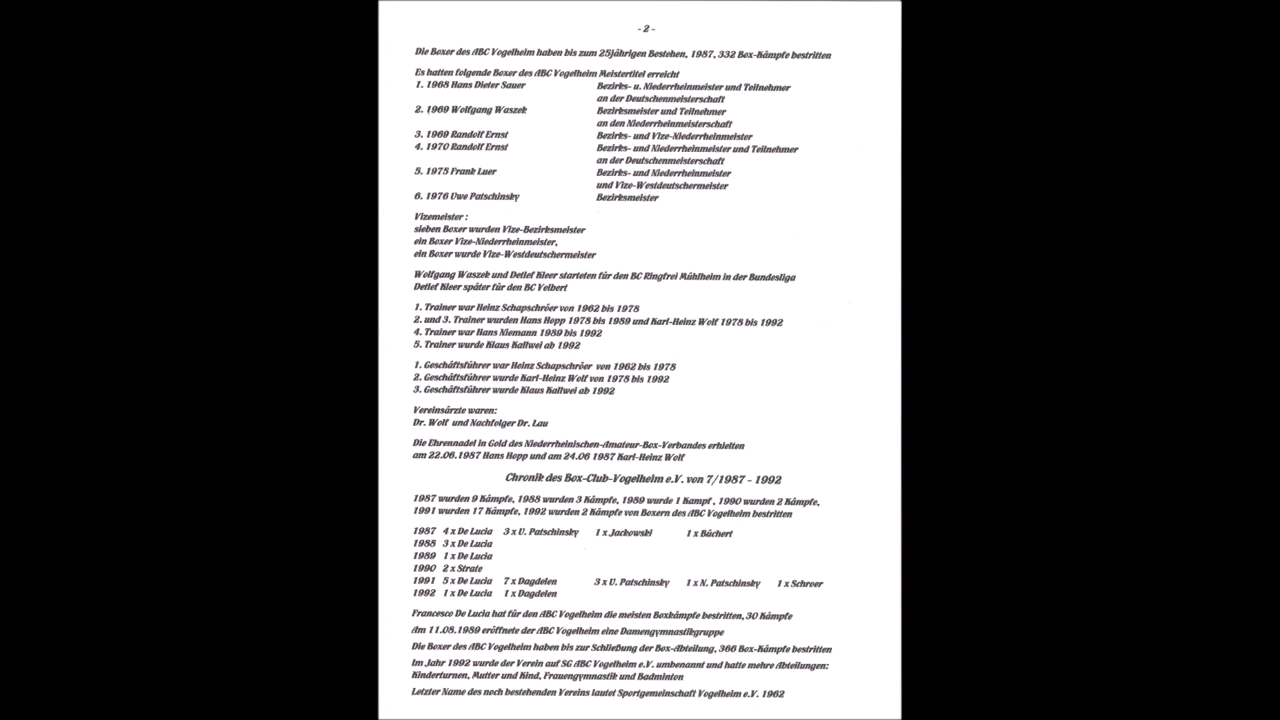 - 2 -
Die Boxer des ABC Vogelheim haben bis zum 25jährigen Bestehen, 1987, 332 Box-Kämpfe bestritten
Es hatten folgende Boxer des ABC Vogelheim Meistertitel erreicht
1. 1968 Hans Dieter Sauer Bezirks- u. Niederrheinmeister und Teilnehmer
an der Deutschenmeisterschaft
2. 1969 Wolfgang Waszek Bezirksmeister und Teilnehmer
an den Niederrheinmeisterschaft
3. 1969 Randolf Ernst Bezirks- und Vize-Niederrheinmeister
4. 1970 Randolf Ernst Bezirks- und Niederrheinmeister und Teilnehmer
an der Deutschenmeisterschaft
5. 1975 Frank Luer Bezirks- und Niederrheinmeister
und Vize-Westdeutschermeister
6. 1976 Uwe Patschinsky Bezirksmeister
Vizemeister :
sieben Boxer wurden Vize-Bezirksmeister
ein Boxer Vize-Niederrheinmeister,
ein Boxer wurde Vize-Westdeutschermeister
Wolfgang Waszek und Detlef Kleer starteten für den BC Ringfrei Mühlheim in der Bundesliga
Detlef Kleer später für den BC Velbert
1. Trainer war Heinz Schapschröer von 1962 bis 1978
2. und 3. Trainer wurden Hans Hopp 1978 bis 1989 und Karl-Heinz Wolf 1978 bis 1992
4. Trainer war Hans Niemann 1989 bis 1992
5. Trainer wurde Klaus Kallwei ab 1992
1. Geschäftsführer war Heinz Schapschröer von 1962 bis 1978
2. Geschäftsführer wurde Karl-Heinz Wolf von 1978 bis 1992
3. Geschäftsführer wurde Klaus Kallwei ab 1992
Vereinsärzte waren:
Dr. Wolf und Nachfolger Dr. Lau
Die Ehrennadel in Gold des Niederrheinischen-Amateur-Box-Verbandes erhielten
am 22.06.1987 Hans Hopp und am 24.06 1987 Karl-Heinz Wolf
Chronik des Box-Club-Vogelheim e.V. von 7/1987 - 1992
1987 wurden 9 Kämpfe, 1988 wurden 3 Kämpfe, 1989 wurde 1 Kampf , 1990 wurden 2 Kämpfe,
1991 wurden 17 Kämpfe, 1992 wurden 2 Kämpfe von Boxern des ABC Vogelheim bestritten
1987 4 x De Lucia 3 x U. Patschinsky 1 x Jackowski 1 x Büchert
1988 3 x De Lucia
1989 1 x De Lucia
1990 2 x Strate
1991 5 x De Lucia 7 x Dagdelen 3 x U. Patschinsky 1 x N. Patschinsky 1 x Schroer
1992 1 x De Lucia 1 x Dagdelen
Francesco De Lucia hat für den ABC Vogelheim die meisten Boxkämpfe bestritten, 30 Kämpfe
Am 11.08.1989 eröffnete der ABC Vogelheim eine Damengymnastikgruppe
Die Boxer des ABC Vogelheim haben bis zur Schließung der Box-Abteilung, 366 Box-Kämpfe bestritten
Im Jahr 1992 wurde der Verein auf SG ABC Vogelheim e.V. umbenannt und hatte mehre Abteilungen:
Kinderturnen, Mutter und Kind, Frauengymnastik und Badminton
Letzter Name des noch bestehenden Vereins lautet Sportgemeinschaft Vogelheim e.V. 1962